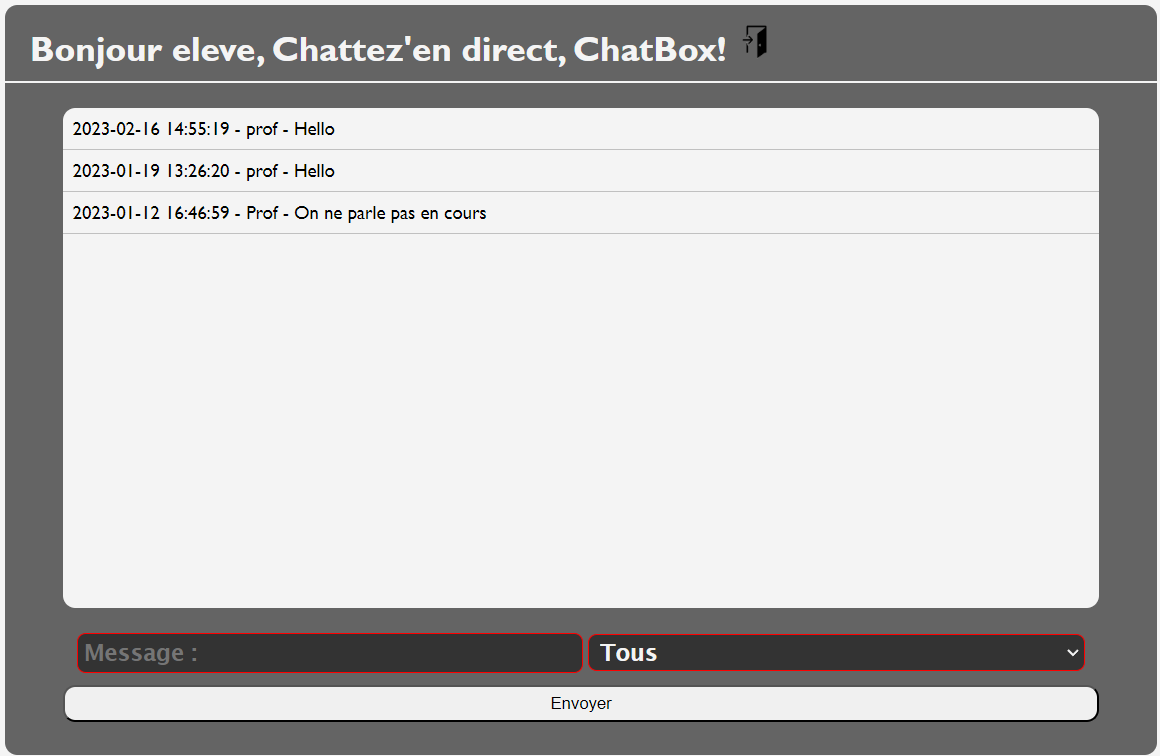 Bonjour eleve, Chattez'en direct, ChatBox!
2023-02-16 14:55:19 - prof - Hello
2023-01-19 13:26:20 - prof - Hello
2023-01-12 16:46:59 - Prof - On ne parle pas en cours
Message :
Tous
Envoyer